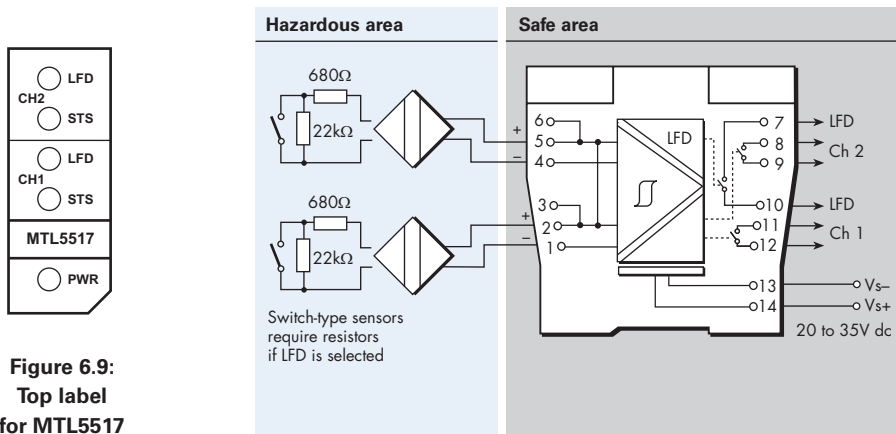 LFD
CH2
STS
LFD
CH1
STS
MTL5517
PWR
Figure 6.9:
Top label
for MTL5517
Hazardous area
Safe area
680Ω
22kΩ
680Ω
22kΩ
Switch-type sensors
require resistors
if LFD is selected
+
–
+
–
6
5
4
3
2
1
LFD
7
8
9
10
11
12
13
14
LFD
Ch 2
LFD
Ch 1
Vs–
Vs+
20 to 35V dc